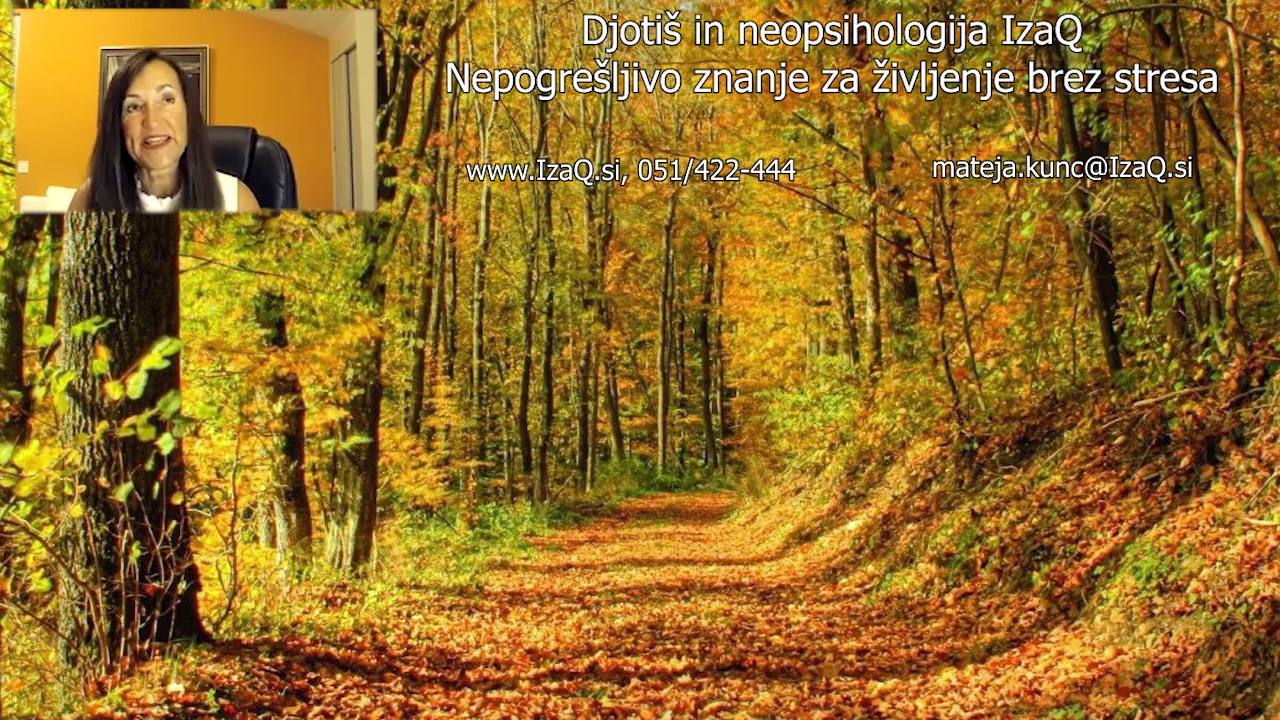 Djotiš in neopsihologija IzaQ
Nepogrešljivo znanje za življenje brez stresa
www.IzaQ.si, 051/422-444
mateja.kunc@IzaQ.si